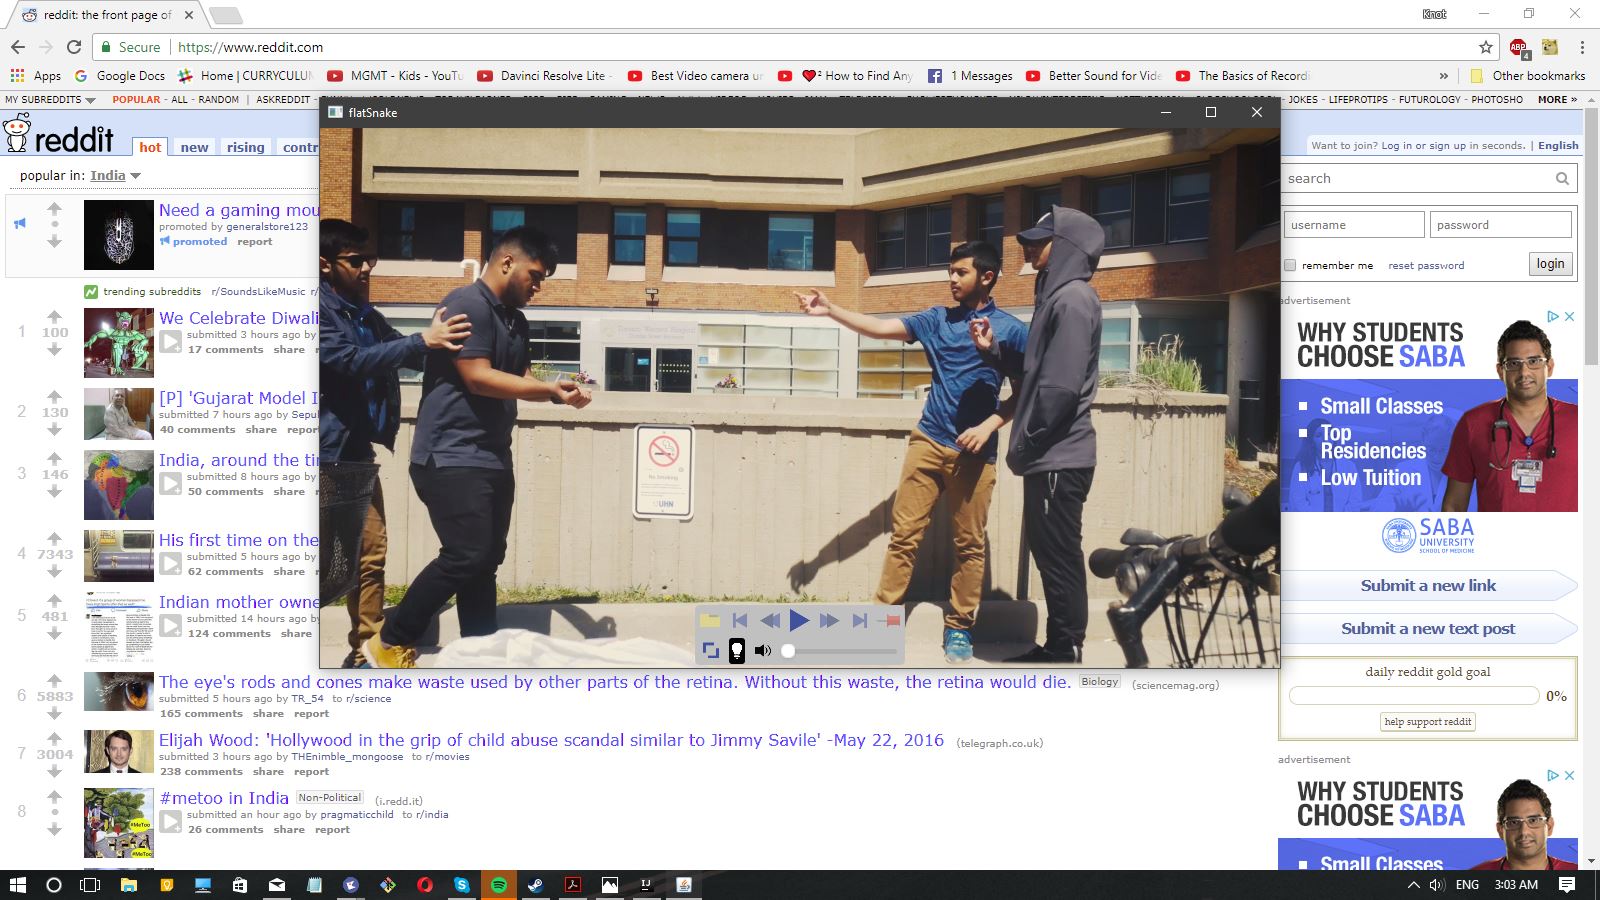 reddit: the front page of
Knot
Secure
https://www.reddit.com
ABP
4
Apps
Google Docs
Home | CURRYCULUM
MGMT - Kids - YouTu
Davinci Resolve Lite -
Best Video camera ur
❤² How to Find Any
1 Messages
Better Sound for Vide
The Basics of Recordi
»
Other bookmarks
MY SUBREDDITS
POPULAR - ALL - RANDOM | ASKREDDIT -
- JOKES - LIFEPROTIPS - FUTUROLOGY - PHOTOSHO
MORE »
flatSnake
reddit
hot
new
rising
contr
Want to join? Log in or sign up in seconds. | English
popular in: India
search
Need a gaming mou
promoted by generalstore123
promoted report
username
password
remember me
reset password
login
trending subreddits r/SoundsLikeMusic r/
advertisement
1
100
We Celebrate Diwali
submitted 3 hours ago by
17 comments share
2
130
[P] 'Gujarat Model I
submitted 7 hours ago by Sepul
40 comments share report
3
146
India, around the tim
submitted 8 hours ago by
50 comments share r
4
7343
His first time on the
submitted 5 hours ago by
62 comments share r
5
481
Indian mother owne
submitted 14 hours ago by
124 comments share
No Smoking
UHN
WHY STUDENTS
CHOOSE SABA
Small Classes
Top
Residencies
Low Tuition
SABA
UNIVERSITY
SCHOOL OF MEDICINE
Submit a new link
Submit a new text post
6
5883
The eye's rods and cones make waste used by other parts of the retina. Without this waste, the retina would die. Biology (sciencemag.org)
submitted 5 hours ago by TR_54 to r/science
165 comments share report
daily reddit gold goal
0%
help support reddit
7
3004
Elijah Wood: 'Hollywood in the grip of child abuse scandal similar to Jimmy Savile' -May 22, 2016 (telegraph.co.uk)
submitted 3 hours ago by THEnimble_mongoose to r/movies
238 comments share report
advertisement
8
#metoo in India Non-Political (i.redd.it)
submitted an hour ago by pragmaticchild to r/india
26 comments share report
#MeToo
#MeToo
WHY STUDENTS
CHOOSE SABA
Small Classes
IJ
ENG
3:03 AM